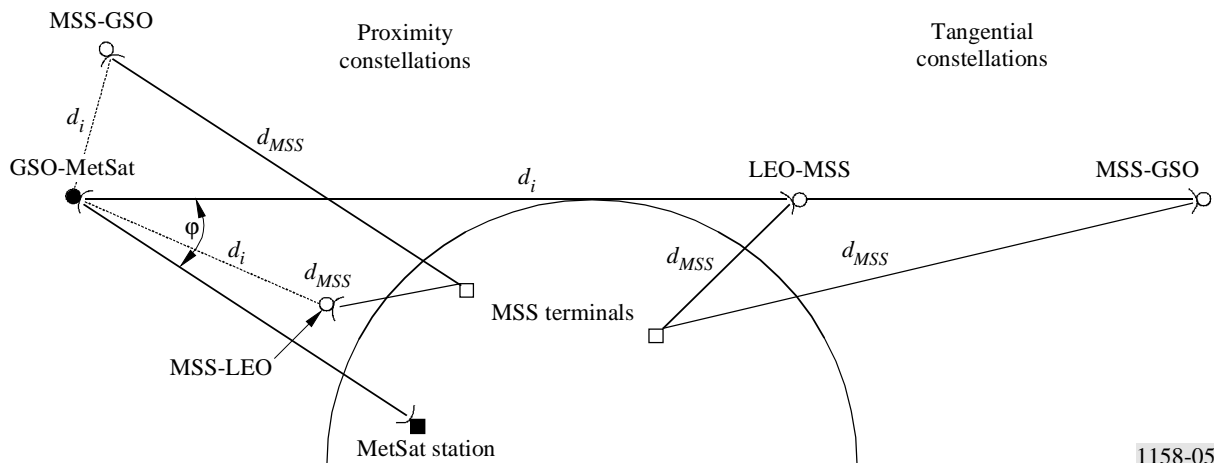 MSS-GSO
Proximity
constellations
Tangential
constellations
d_i
d_MSS
GSO-MetSat
d_i
LEO-MSS
MSS-GSO
φ
d_i
d_MSS
d_MSS
d_MSS
MSS terminals
MSS-LEO
MetSat station
1158-05